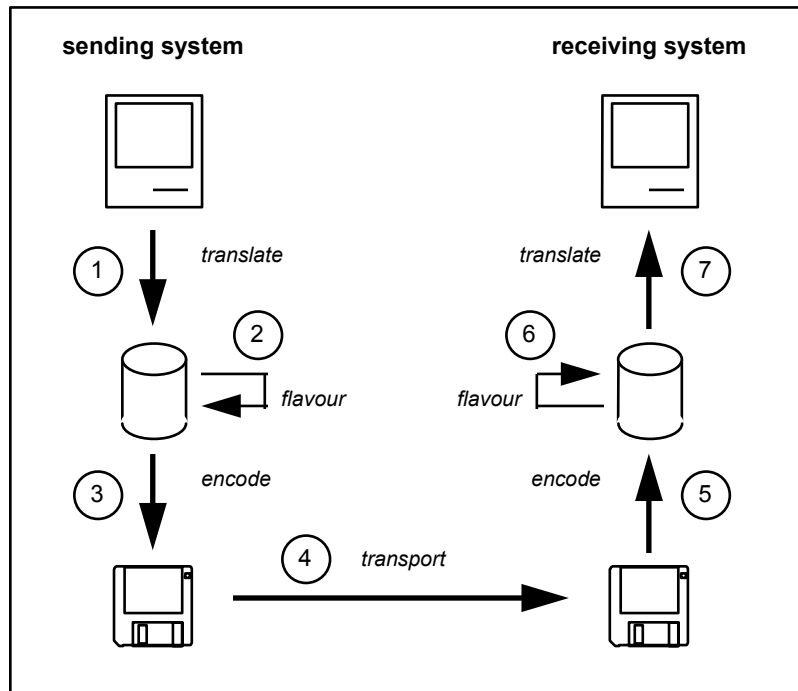 sending system
receiving system
1
translate
translate
7
2
6
flavour
flavour
3
encode
encode
5
4
transport